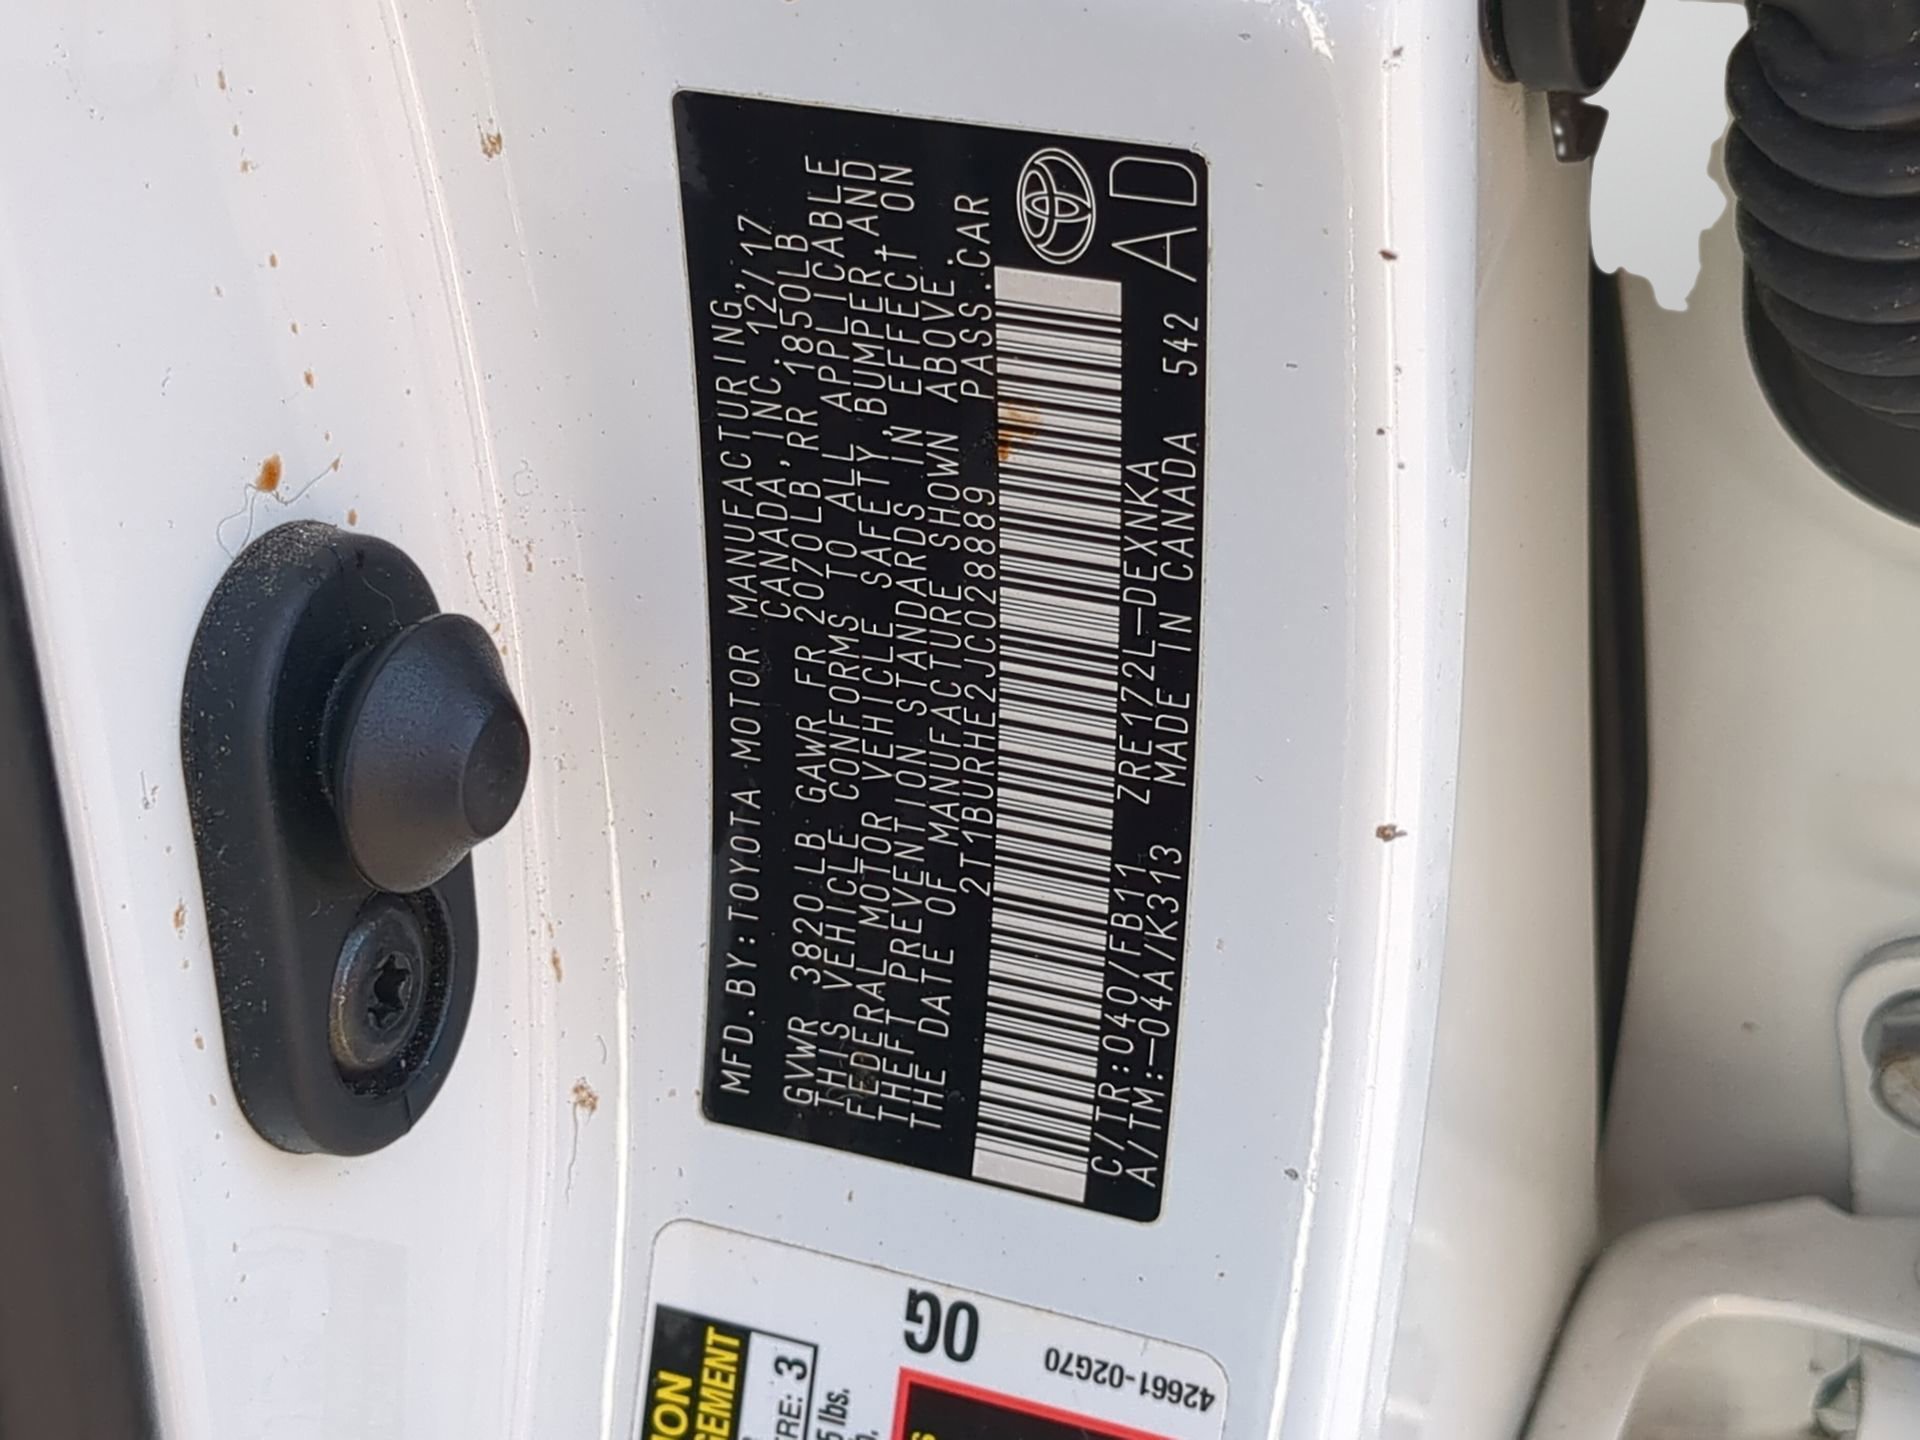 MFD.BY:TOYOTA MOTOR MANUFACTURING,
CANADA, INC. 12/17
GVWR 3820LB GAWR FR 2070LB, RR 1850LB
THIS VEHICLE CONFORMS TO ALL APPLICABLE
FEDERAL MOTOR VEHICLE SAFETY, BUMPER, AND
THEFT PREVENTION STANDARDS IN EFFECT ON
THE DATE OF MANUFACTURE SHOWN ABOVE.
2T1BURHE2JC028889 PASS.CAR
C/TR:040/FB11 ZRE172L-DEXNKA
A/TM:-04A/K313 MADE IN CANADA 542
AD
0G
42661-02G70
3
lbs.